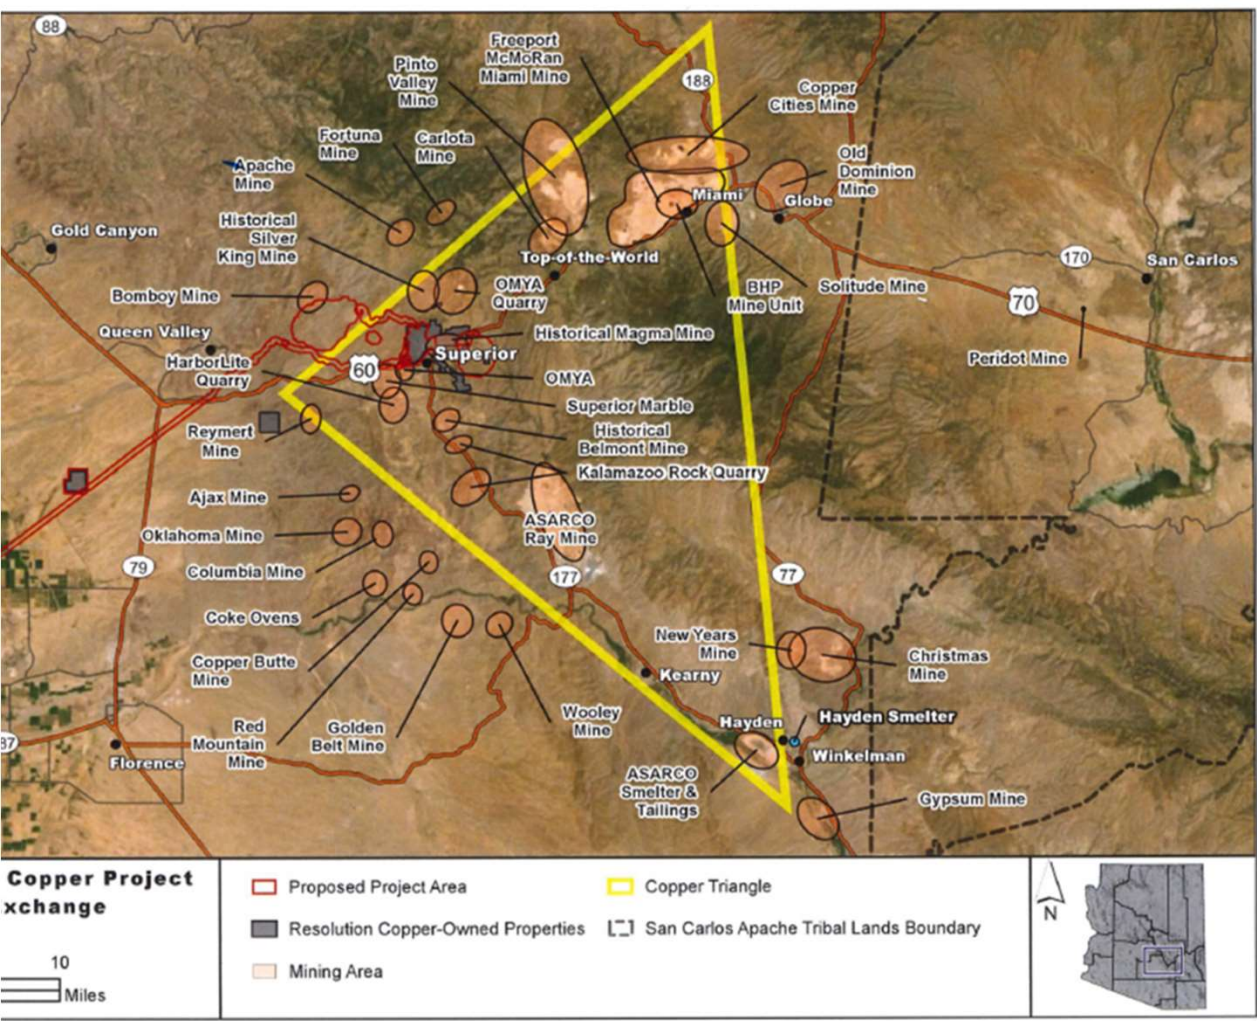 88
Freeport
McMoRan
Miami Mine
Pinto
Valley
Mine
188
Copper
Cities Mine
Fortuna
Mine
Carlota
Mine
Old
Dominion
Mine
Apache
Mine
Miami
Globe
Historical
Silver
King Mine
Gold Canyon
Top-of-the-World
170
San Carlos
Bomboy Mine
OMYA
Quarry
BHP
Mine Unit
Solitude Mine
70
Queen Valley
Historical Magma Mine
Peridot Mine
HarborLite
Quarry
60
Superior
OMYA
Superior Marble
Reymert
Mine
Historical
Belmont Mine
Kalamazoo Rock Quarry
Ajax Mine
ASARCO
Ray Mine
Oklahoma Mine
Columbia Mine
79
177
77
Coke Ovens
New Years
Mine
Christmas
Mine
Copper Butte
Mine
Kearny
Red
Mountain
Mine
Golden
Belt Mine
Wooley
Mine
Hayden
Hayden Smelter
87
Florence
Winkelman
ASARCO
Smelter &
Tailings
Gypsum Mine
Copper Project
xchange
10
Miles
Proposed Project Area
Resolution Copper-Owned Properties
Mining Area
Copper Triangle
San Carlos Apache Tribal Lands Boundary
N